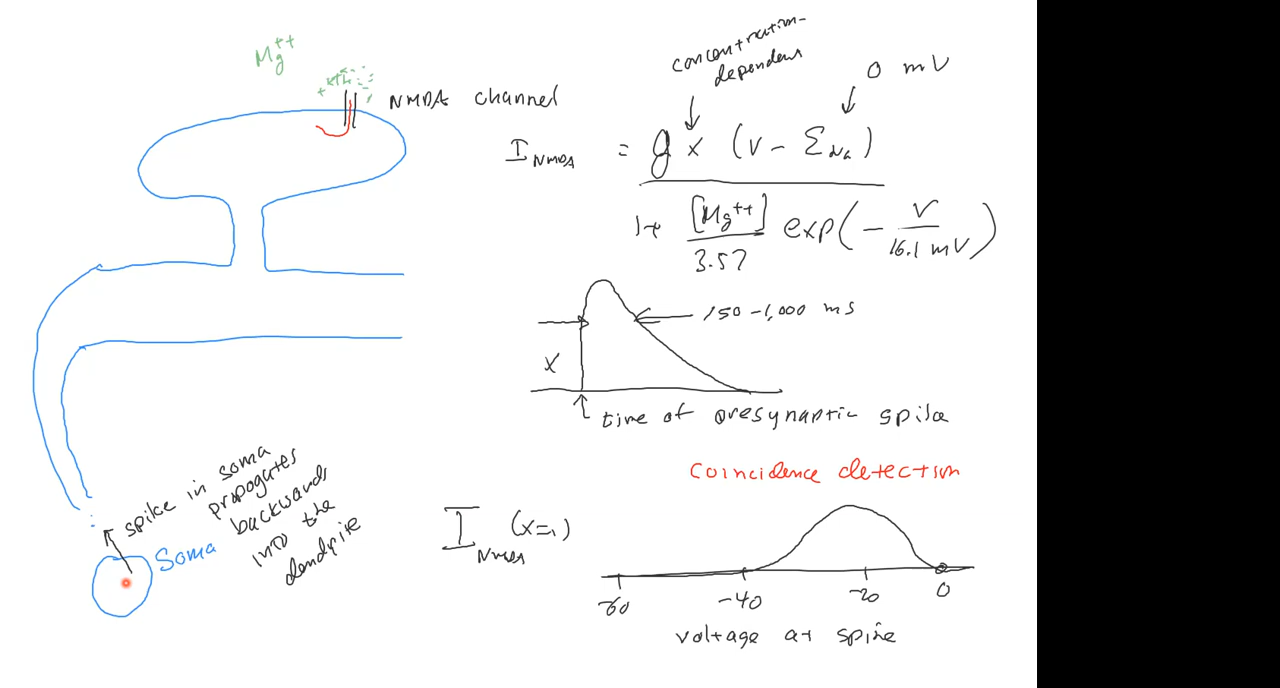 Mg++
NMDA channel
concentration-
dependent
0 mV
I NMDA = g x (V - ΣNa)
1+ [Mg++] exp(- V )
3.57 16.1 mV
150-1,000 ms
X
time of presynaptic spike
coincidence detection
spike in soma
propogates
backwards
into the
dendrite
Soma
I NMDA (x=1)
-60 -40 -20 0
voltage at spine